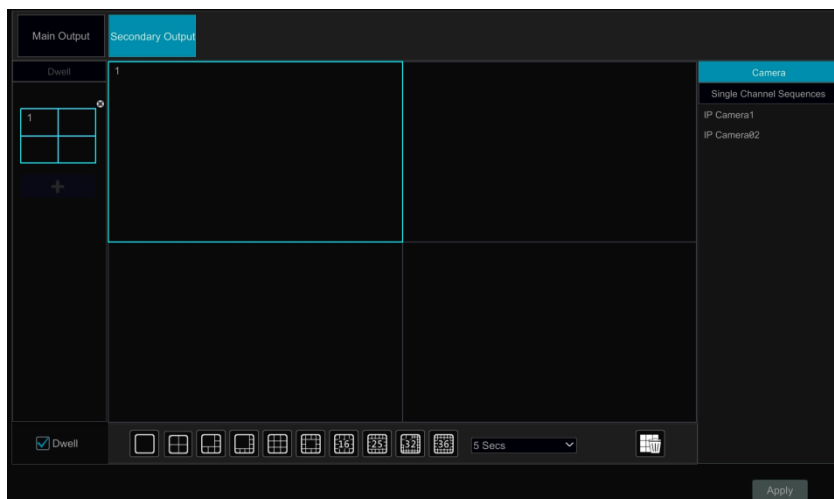 Main Output
Secondary Output
Dwell
1
1
Camera
Single Channel Sequences
IP Camera1
IP Camera02
Dwell
16
25
32
36
5 Secs
Apply